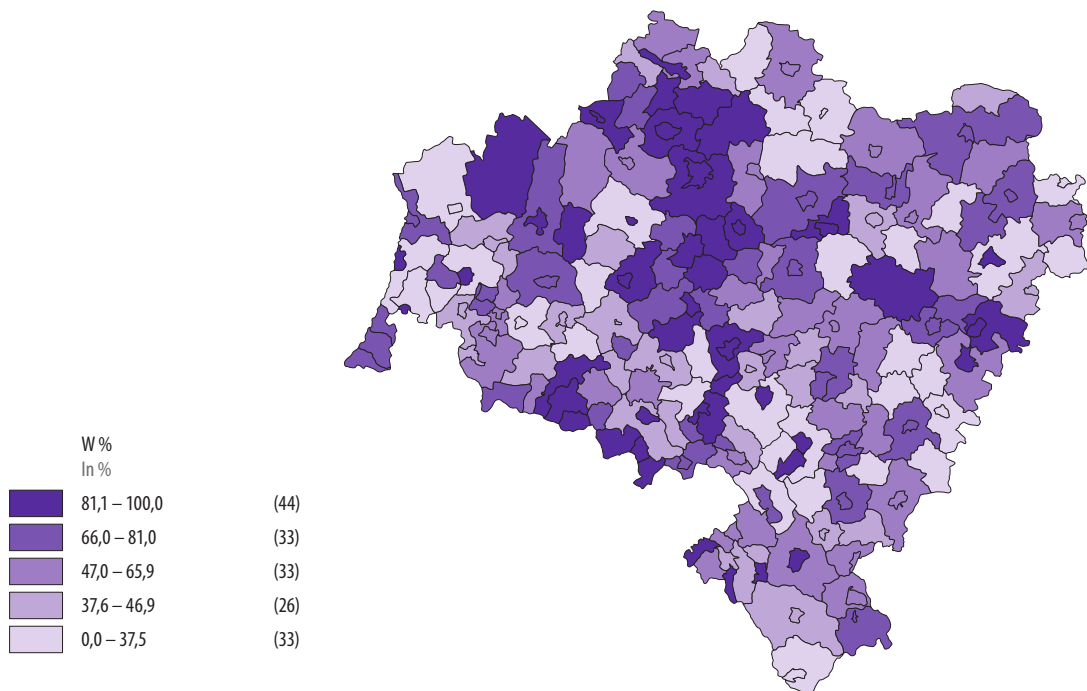 W %
In %
81,1 – 100,0 (44)
66,0 – 81,0 (33)
47,0 – 65,9 (33)
37,6 – 46,9 (26)
0,0 – 37,5 (33)